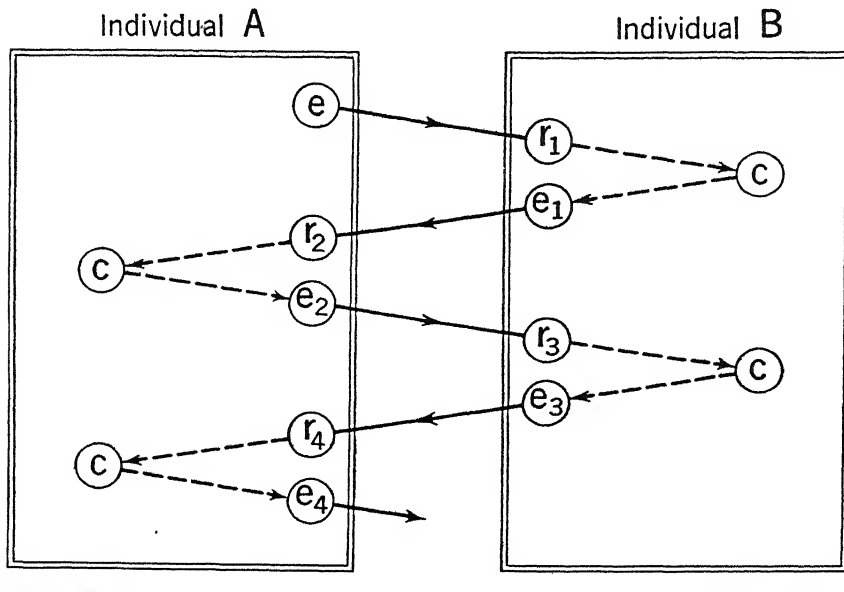 Individual A
Individual B
e
r1
c
e1
r2
c
e2
r3
c
e3
r4
c
e4